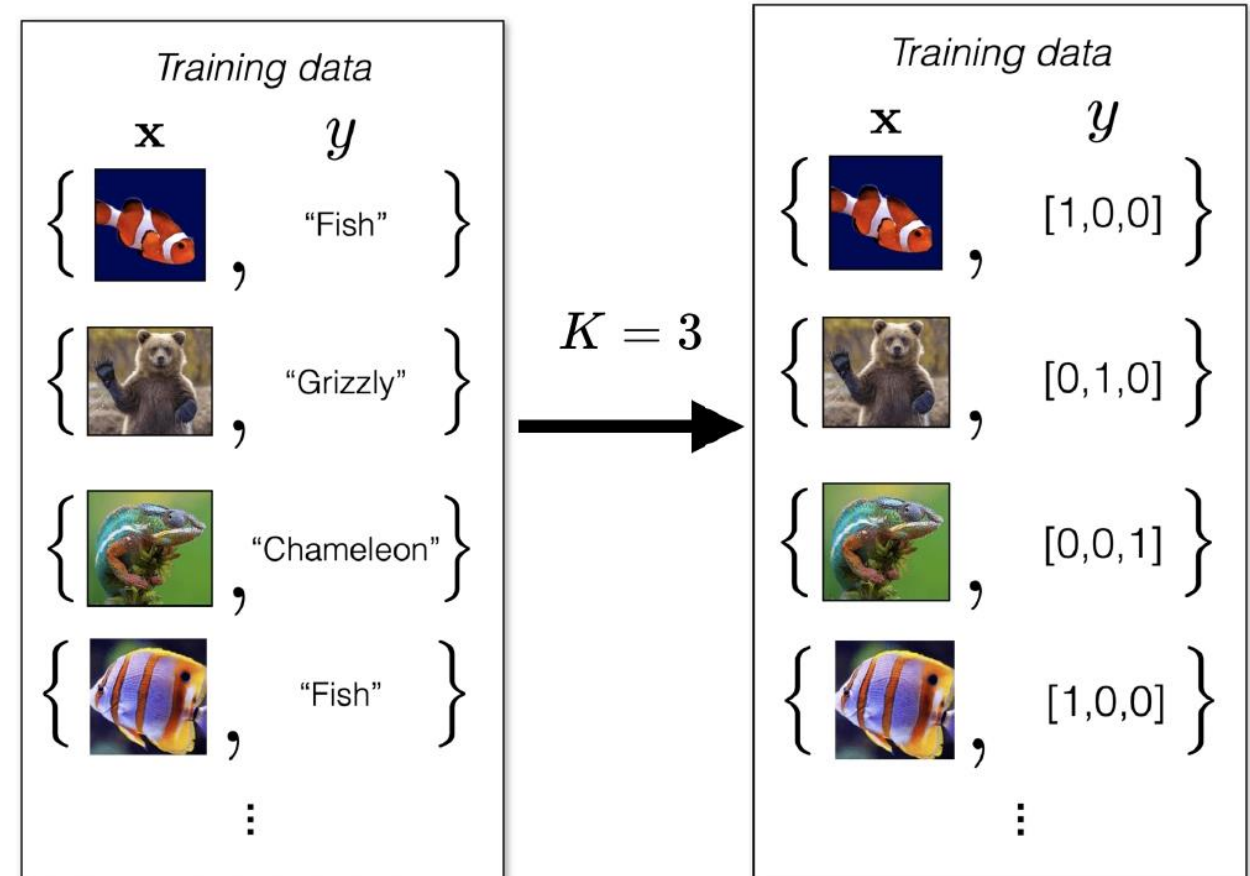 Training data
x y
{ , “Fish” }
{ , “Grizzly” }
{ , “Chameleon” }
{ , “Fish” }
⋮
K = 3
Training data
x y
{ , [1,0,0] }
{ , [0,1,0] }
{ , [0,0,1] }
{ , [1,0,0] }
⋮